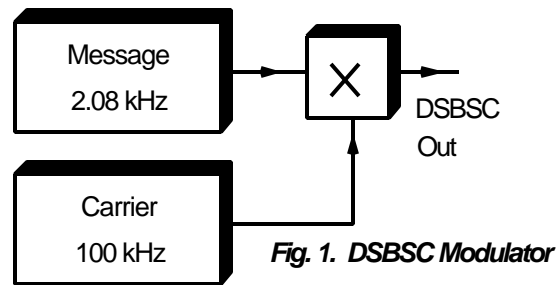 Message
2.08 kHz
X
DSBSC
Out
Carrier
100 kHz
Fig. 1. DSBSC Modulator